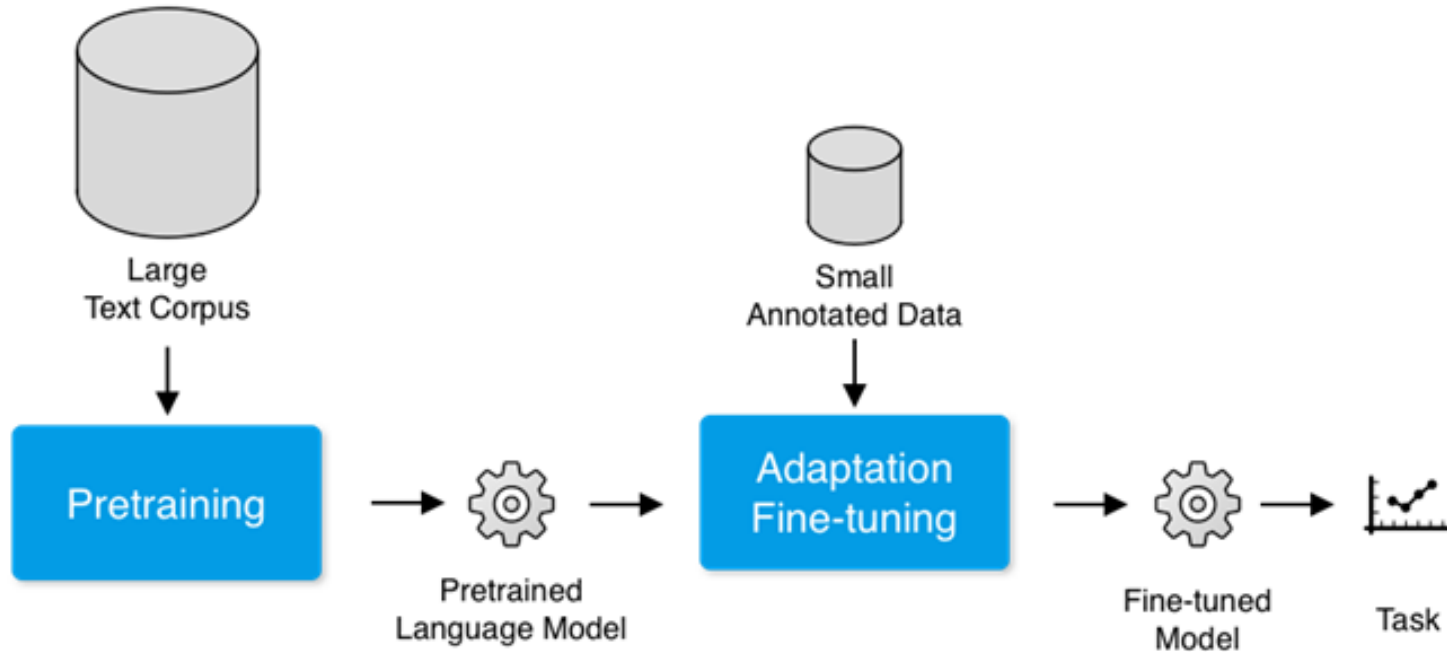 Large
Text Corpus
Small
Annotated Data
Pretraining
Adaptation
Fine-tuning
Pretrained
Language Model
Fine-tuned
Model
Task